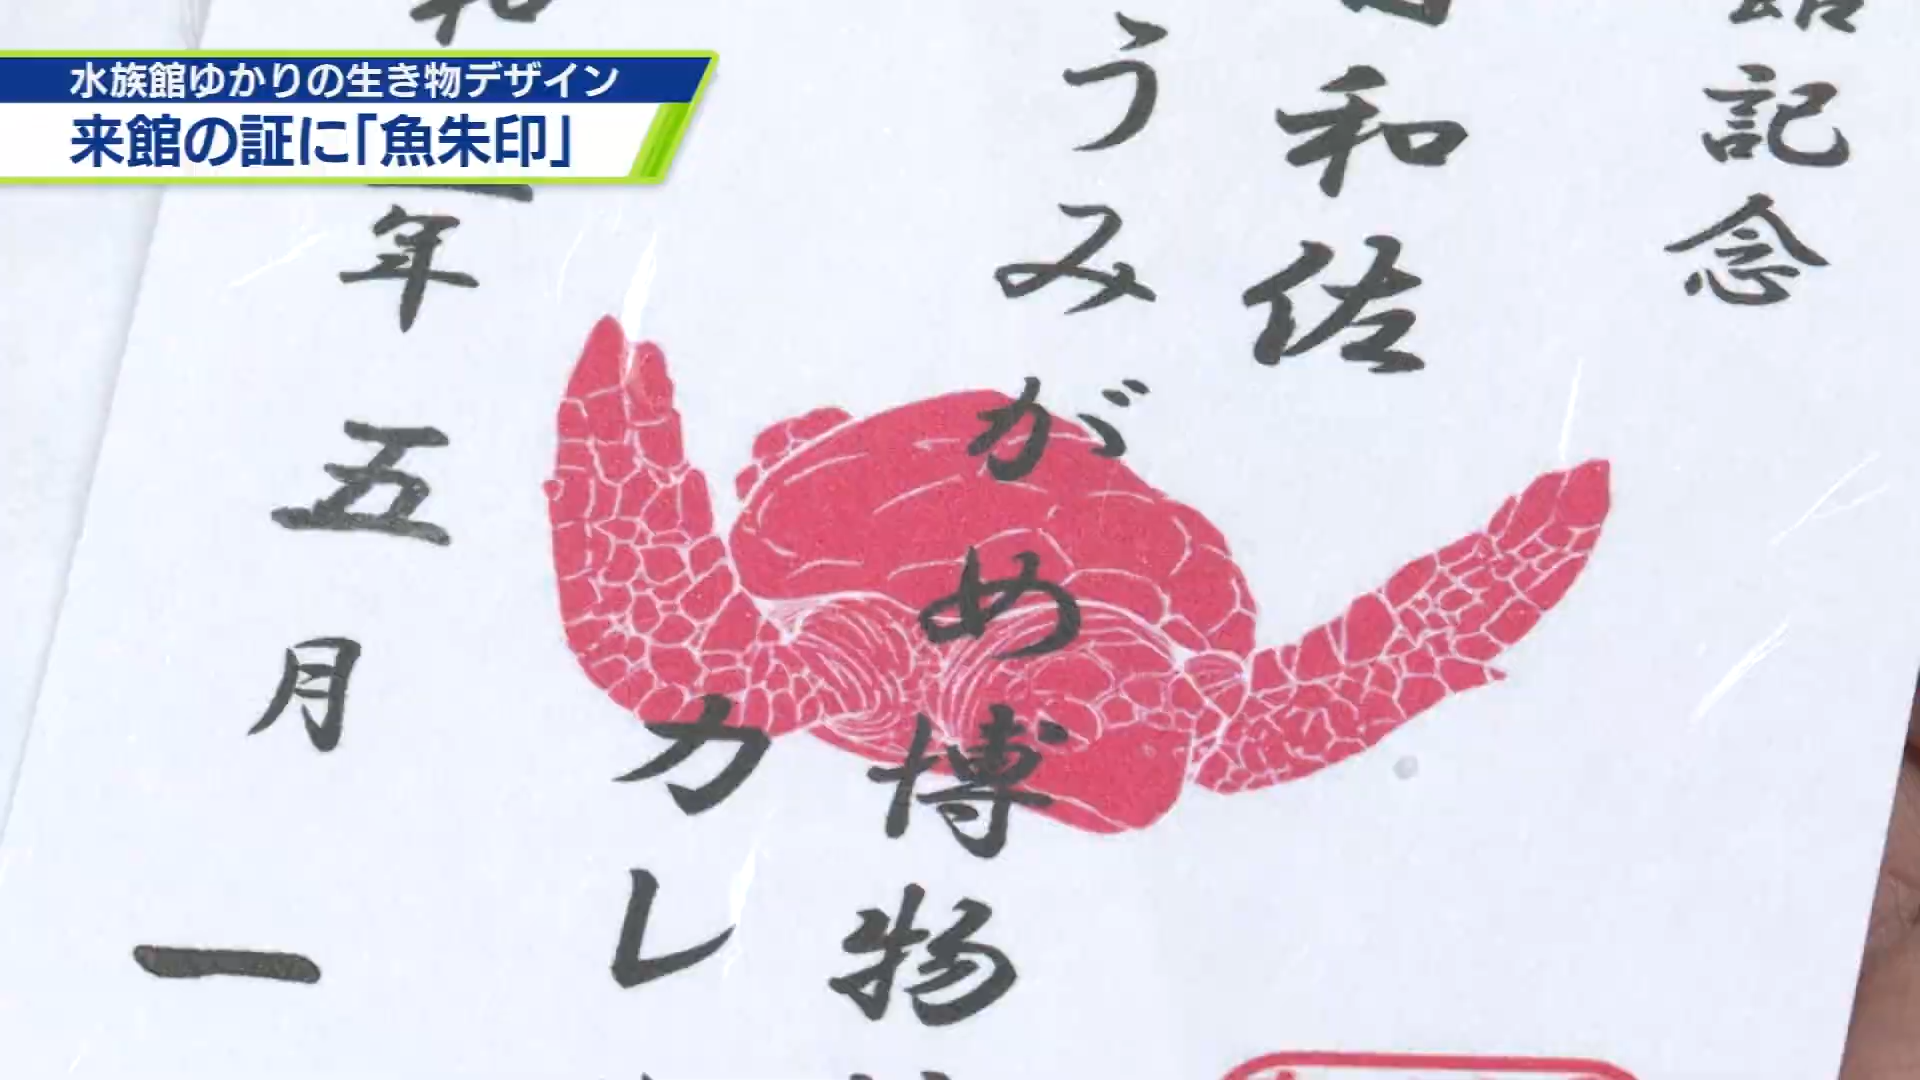 水族館ゆかりの生き物デザイン
来館の証に「魚朱印」
記念
和佐
うみがめ博物
カレ
年五月一